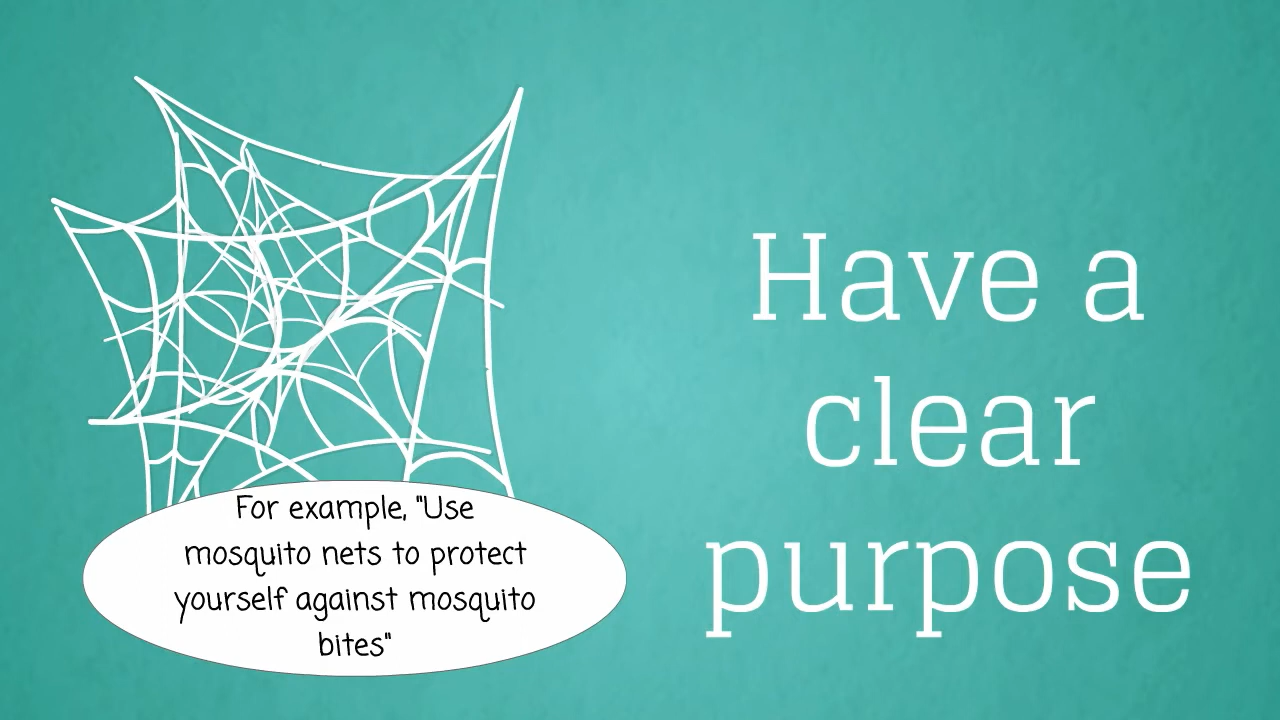 Have a
clear
purpose
For example, "Use
mosquito nets to protect
yourself against mosquito
bites"